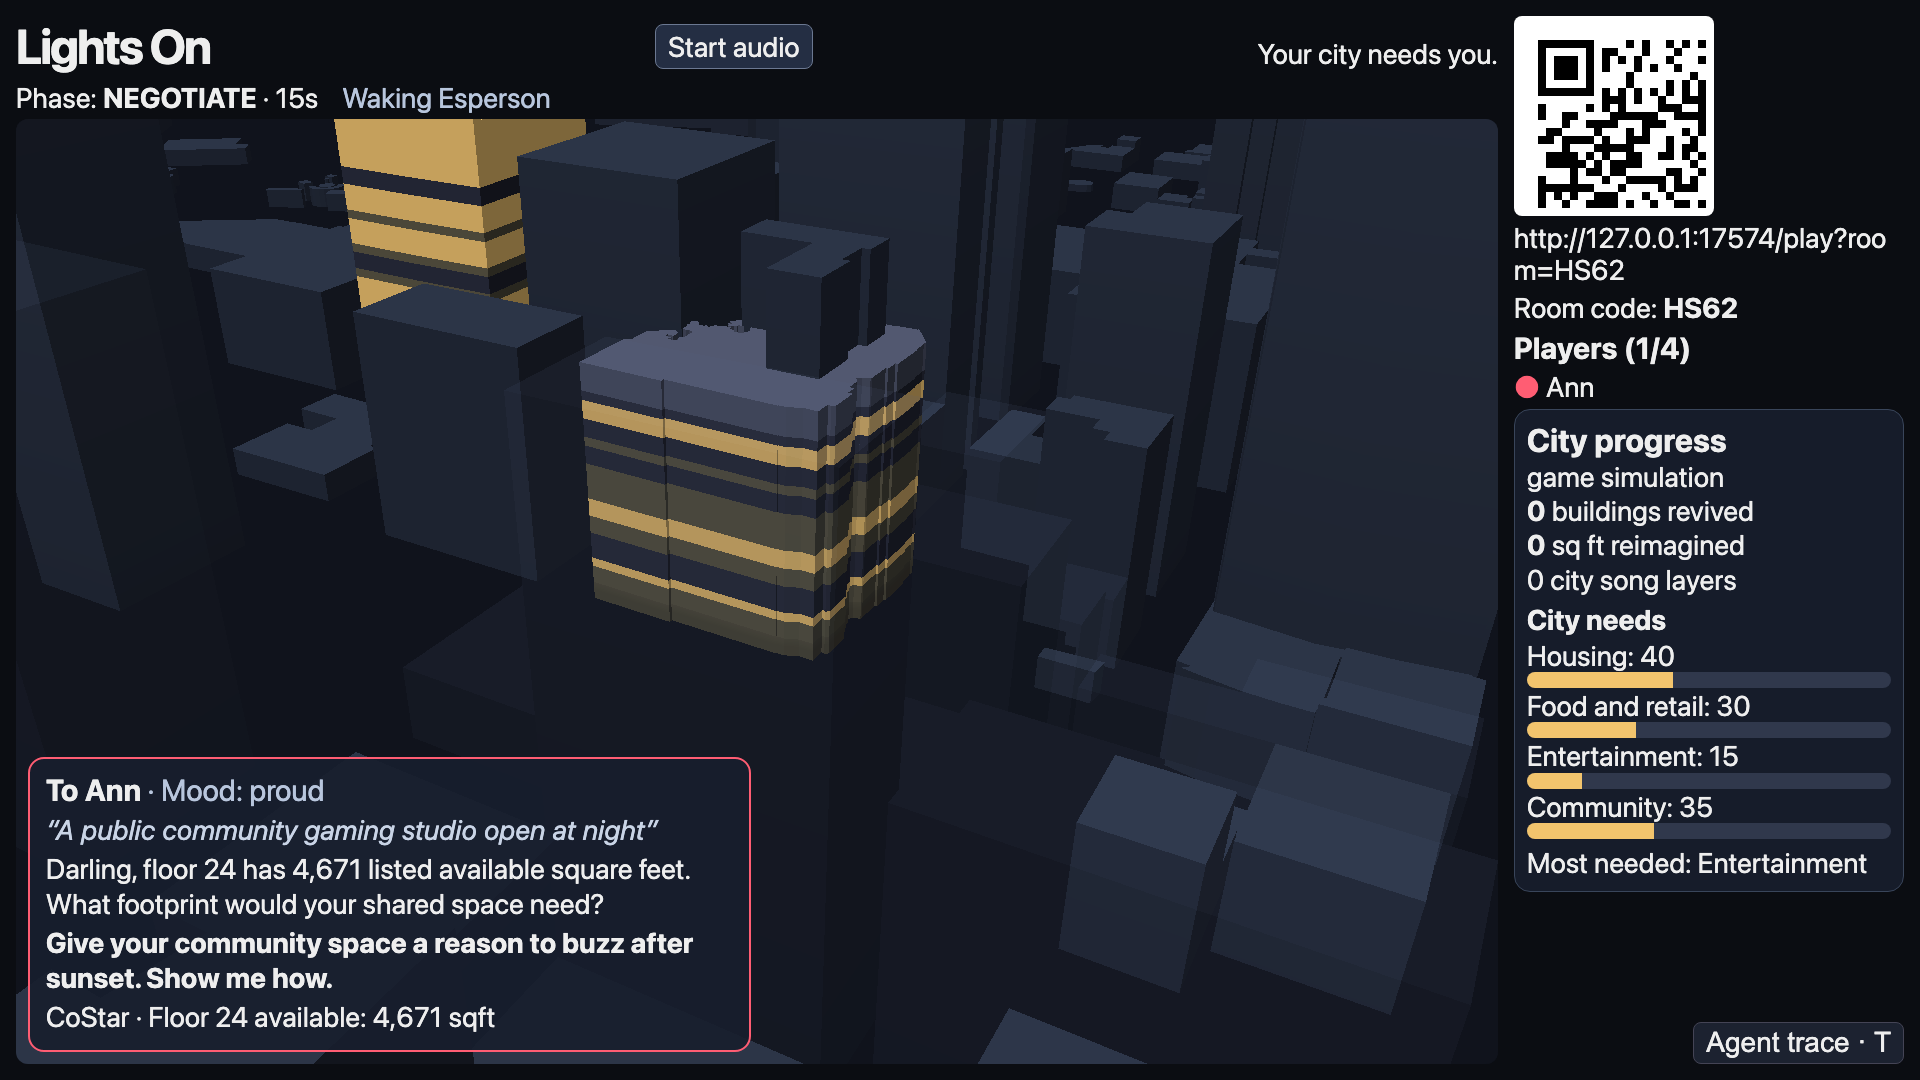 Lights On
Start audio
Your city needs you.
Phase: NEGOTIATE · 15s Waking Esperson
http://127.0.0.1:17574/play?roo
m=HS62
Room code: HS62
Players (1/4)
Ann
City progress
game simulation
0 buildings revived
0 sq ft reimagined
0 city song layers
City needs
Housing: 40
Food and retail: 30
Entertainment: 15
Community: 35
Most needed: Entertainment
To Ann · Mood: proud
“A public community gaming studio open at night”
Darling, floor 24 has 4,671 listed available square feet.
What footprint would your shared space need?
Give your community space a reason to buzz after
sunset. Show me how.
CoStar · Floor 24 available: 4,671 sqft
Agent trace · T